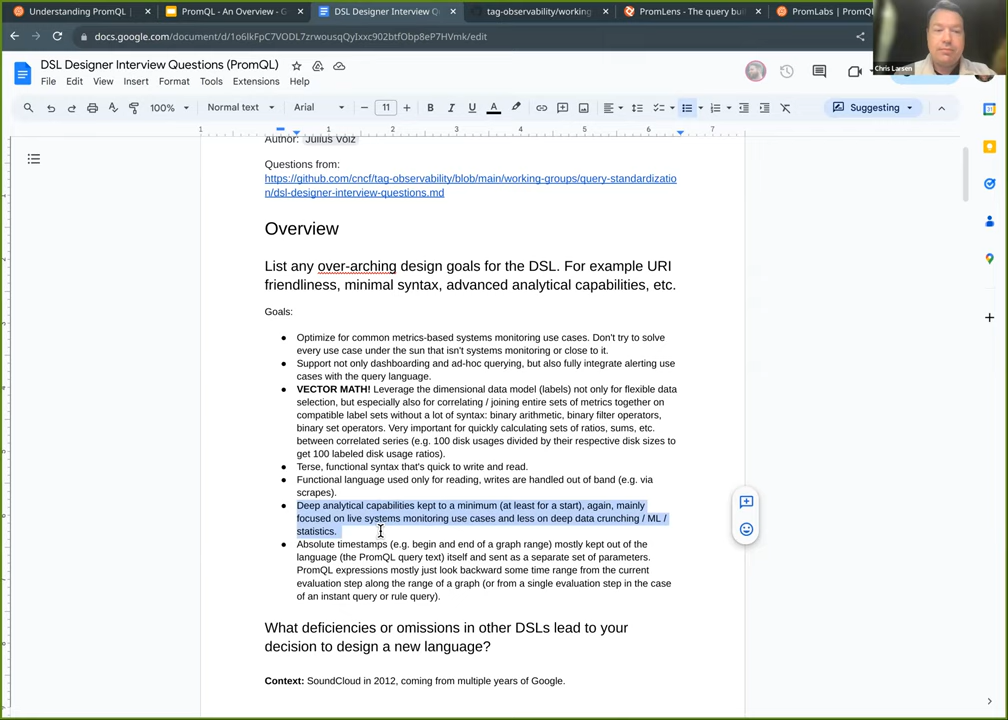 Understanding PromQL |
PromQL - An Overview - G
DSL Designer Interview Qu
tag-observability/working
PromLens - The query bui
PromLabs | PromQL
docs.google.com/document/d/1o6lkFpC7VODL7zrwousqQyIxxc902btfObp8eP7HVmk/edit
Chris Larsen
DSL Designer Interview Questions (PromQL)
File Edit View Insert Format Tools Extensions Help
100% Normal text Arial 11 B I U A Suggesting
1 1 2 3 4 5 6 7
Author: Julius Volz
Questions from:
https://github.com/cncf/tag-observability/blob/main/working-groups/query-standardizatio
n/dsl-designer-interview-questions.md
Overview
List any over-arching design goals for the DSL. For example URI
friendliness, minimal syntax, advanced analytical capabilities, etc.
Goals:
● Optimize for common metrics-based systems monitoring use cases. Don't try to solve
every use case under the sun that isn't systems monitoring or close to it.
● Support not only dashboarding and ad-hoc querying, but also fully integrate alerting use
cases with the query language.
● VECTOR MATH! Leverage the dimensional data model (labels) not only for flexible data
selection, but especially also for correlating / joining entire sets of metrics together on
compatible label sets without a lot of syntax: binary arithmetic, binary filter operators,
binary set operators. Very important for quickly calculating sets of ratios, sums, etc.
between correlated series (e.g. 100 disk usages divided by their respective disk sizes to
get 100 labeled disk usage ratios).
● Terse, functional syntax that's quick to write and read.
● Functional language used only for reading, writes are handled out of band (e.g. via
scrapes).
● Deep analytical capabilities kept to a minimum (at least for a start), again, mainly
focused on live systems monitoring use cases and less on deep data crunching / ML /
statistics.
● Absolute timestamps (e.g. begin and end of a graph range) mostly kept out of the
language (the PromQL query text) itself and sent as a separate set of parameters.
PromQL expressions mostly just look backward some time range from the current
evaluation step along the range of a graph (or from a single evaluation step in the case
of an instant query or rule query).
What deficiencies or omissions in other DSLs lead to your
decision to design a new language?
Context: SoundCloud in 2012, coming from multiple years of Google.